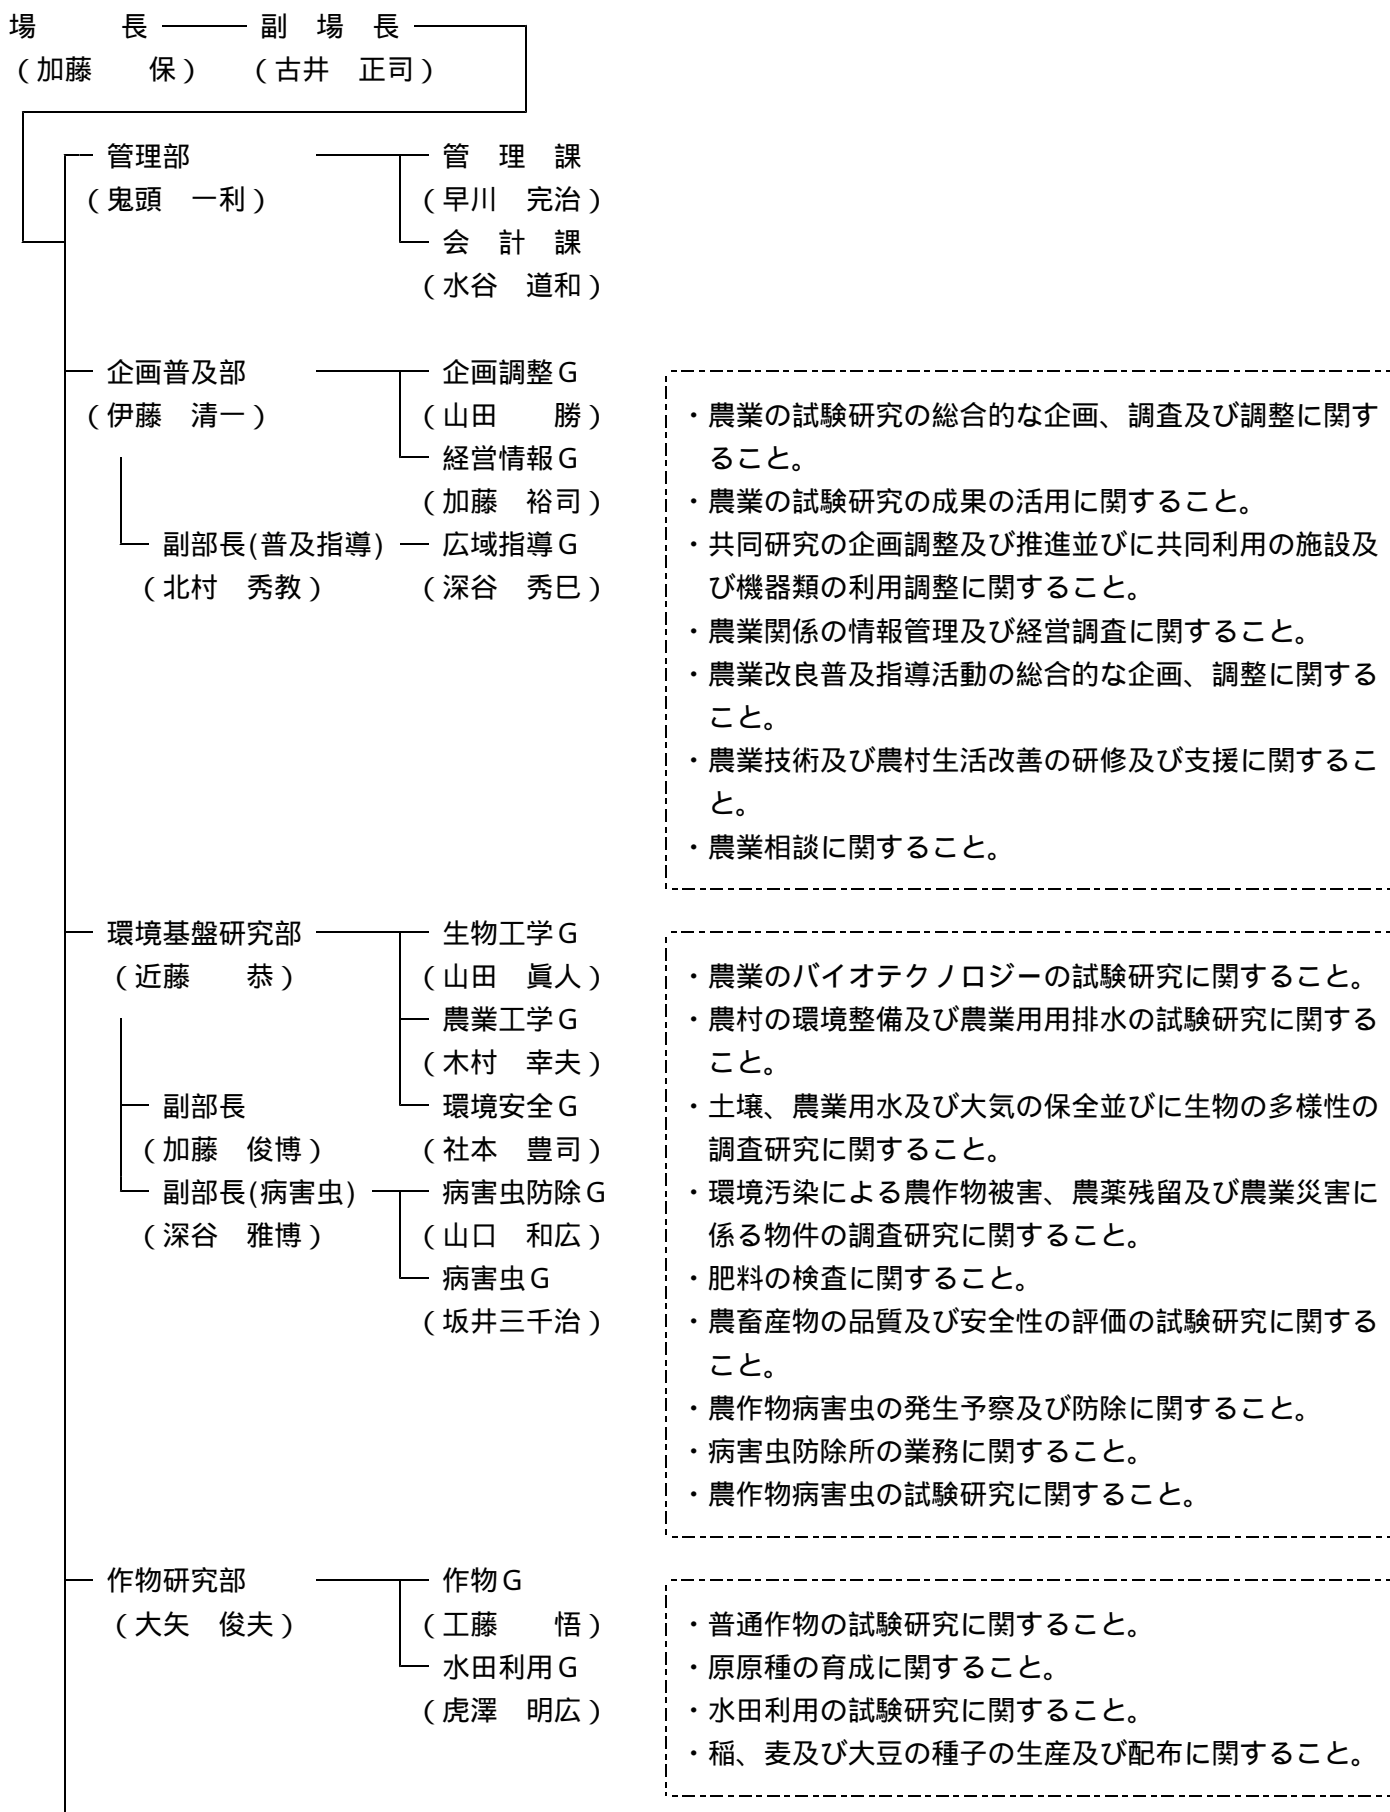 場　　　長　副　場　長
（加藤　　保）　（古井　正司）
管理部　管　理　課
（鬼頭　一利）　（早川　完治）
会　計　課
（水谷　道和）
企画普及部　企画調整Ｇ
（伊藤　清一）　（山田　　勝）
経営情報Ｇ
（加藤　裕司）
副部長(普及指導)　広域指導Ｇ
（北村　秀教）　（深谷　秀巳）
・農業の試験研究の総合的な企画、調査及び調整に関す
ること。
・農業の試験研究の成果の活用に関すること。
・共同研究の企画調整及び推進並びに共同利用の施設及
び機器類の利用調整に関すること。
・農業関係の情報管理及び経営調査に関すること。
・農業改良普及指導活動の総合的な企画、調整に関する
こと。
・農業技術及び農村生活改善の研修及び支援に関するこ
と。
・農業相談に関すること。
環境基盤研究部　生物工学Ｇ
（近藤　　恭）　（山田　眞人）
農業工学Ｇ
（木村　幸夫）
副部長　環境安全Ｇ
（加藤　俊博）　（社本　豊司）
副部長(病害虫)　病害虫防除Ｇ
（深谷　雅博）　（山口　和広）
病害虫Ｇ
（坂井三千治）
・農業のバイオテクノロジーの試験研究に関すること。
・農村の環境整備及び農業用用排水の試験研究に関する
こと。
・土壌、農業用水及び大気の保全並びに生物の多様性の
調査研究に関すること。
・環境汚染による農作物被害、農薬残留及び農業災害に
係る物件の調査研究に関すること。
・肥料の検査に関すること。
・農畜産物の品質及び安全性の評価の試験研究に関する
こと。
・農作物病害虫の発生予察及び防除に関すること。
・病害虫防除所の業務に関すること。
・農作物病害虫の試験研究に関すること。
作物研究部　作物Ｇ
（大矢　俊夫）　（工藤　　悟）
水田利用Ｇ
（虎澤　明広）
・普通作物の試験研究に関すること。
・原原種の育成に関すること。
・水田利用の試験研究に関すること。
・稲、麦及び大豆の種子の生産及び配布に関すること。